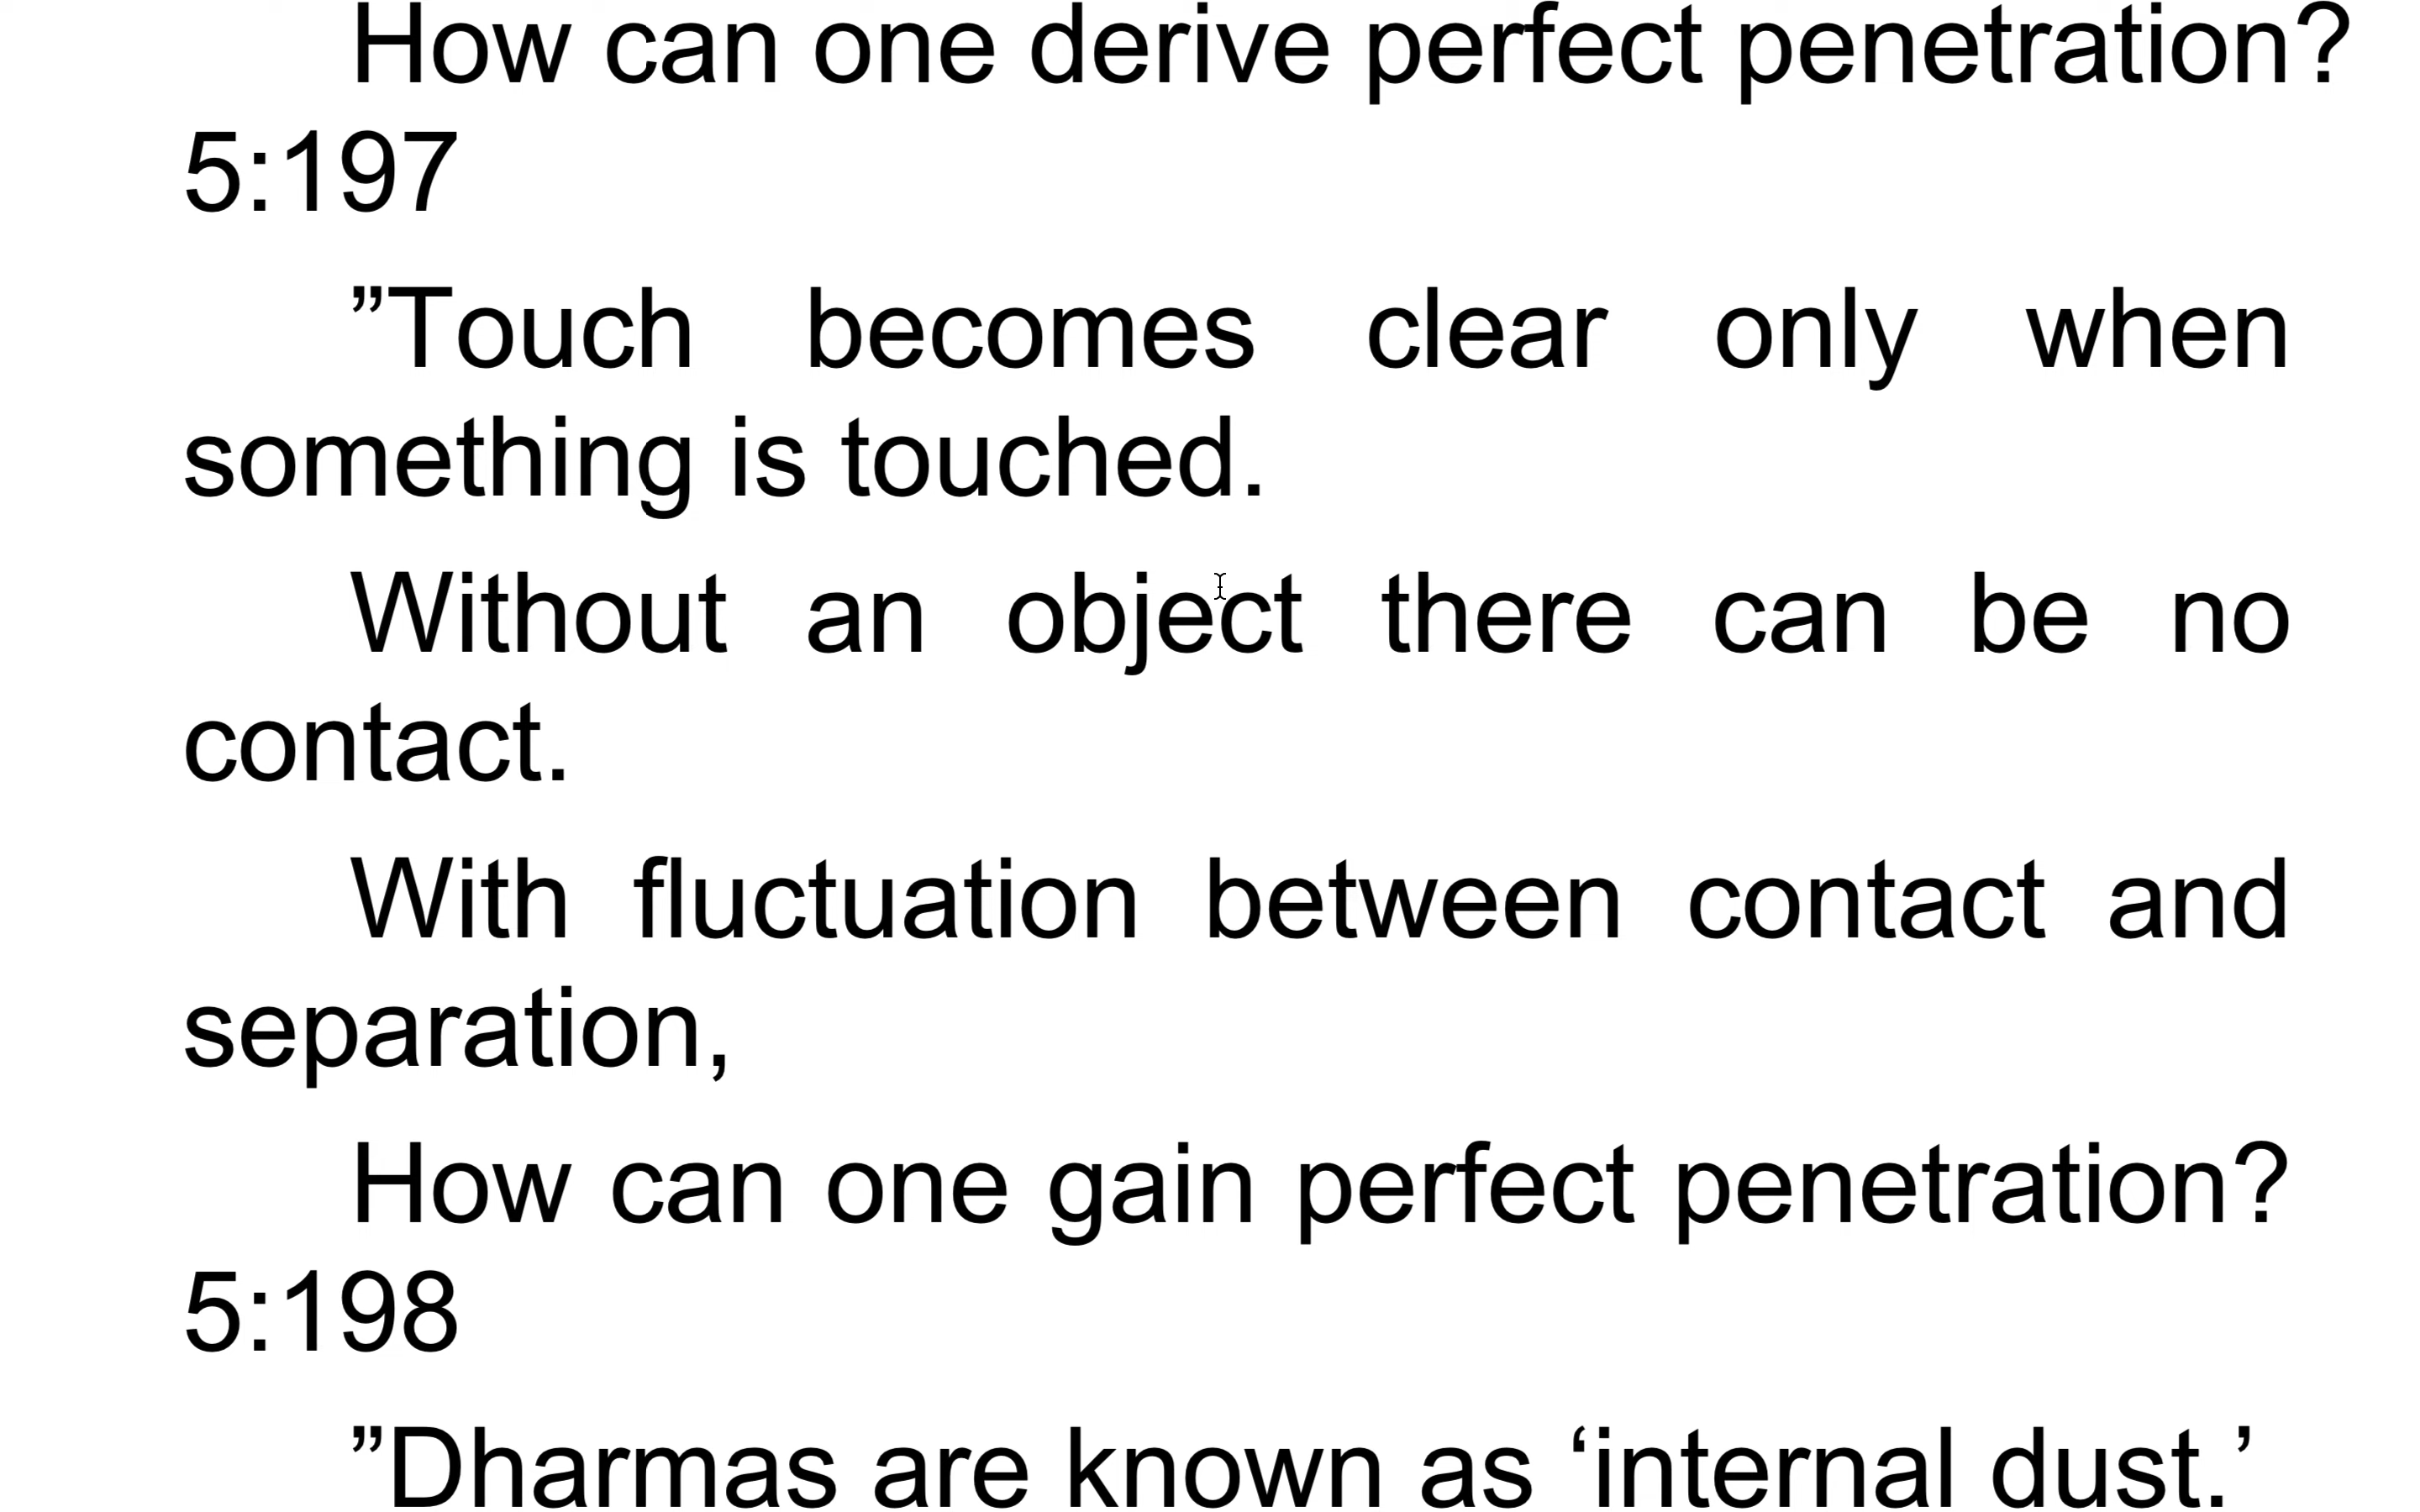 How can one derive perfect penetration?
5:197
”Touch becomes clear only when
something is touched.
Without an object there can be no
contact.
With fluctuation between contact and
separation,
How can one gain perfect penetration?
5:198
”Dharmas are known as ‘internal dust.’